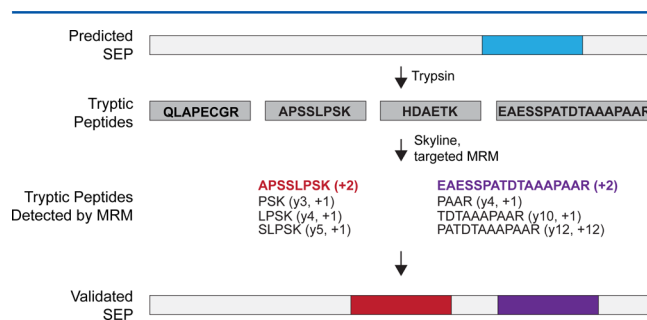 Predicted
SEP
Trypsin
Tryptic
Peptides
QLAPECGR APSSLPSK HDAETK EAESSPATDTAAAPAAR
Skyline,
targeted MRM
Tryptic Peptides
Detected by MRM
APSSLPSK (+2) EAESSPATDTAAAPAAR (+2)
PSK (y3, +1) PAAR (y4, +1)
LPSK (y4, +1) TDTAAAPAAR (y10, +1)
SLPSK (y5, +1) PATDTAAAPAAR (y12, +12)
Validated
SEP